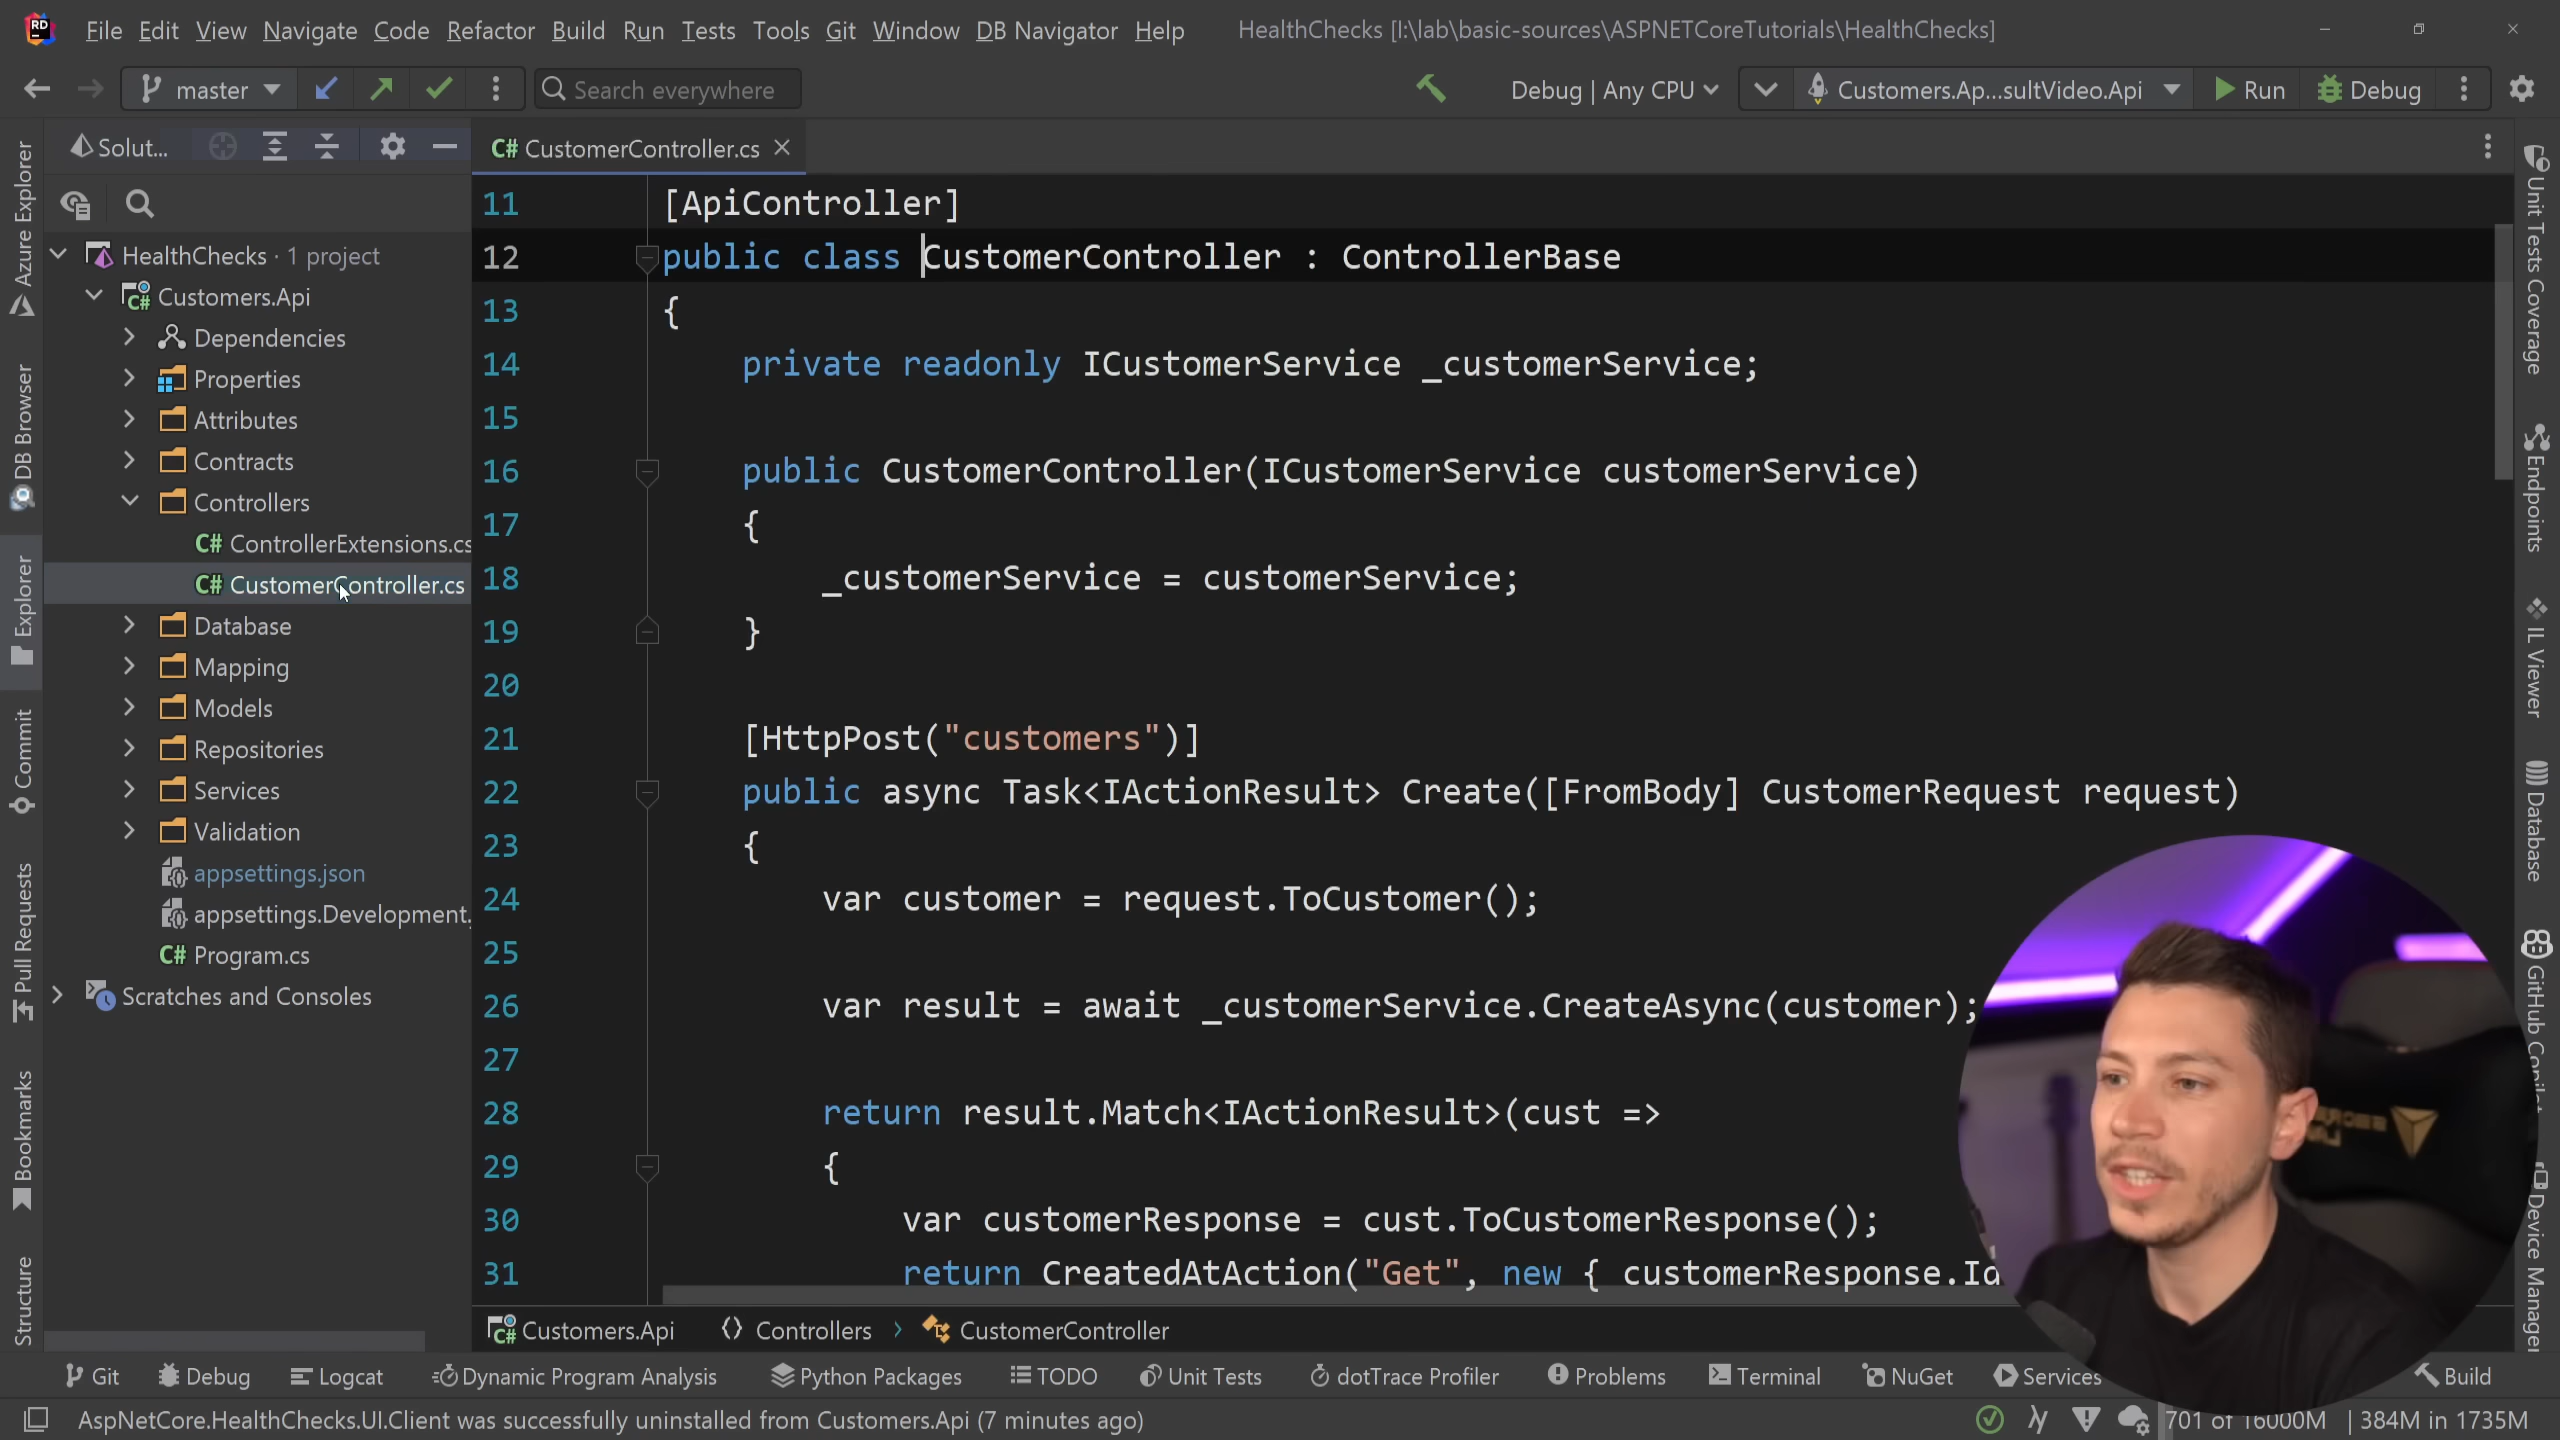 RD File Edit View Navigate Code Refactor Build Run Tests Tools Git Window DB Navigator Help HealthChecks [I:\lab\basic-sources\ASPNETCoreTutorials\HealthChecks]
master Search everywhere Debug | Any CPU Customers.Ap...sultVideo.Api Run Debug
Solut...
C# CustomerController.cs
HealthChecks · 1 project
Customers.Api
Dependencies
Properties
Attributes
Contracts
Controllers
C# ControllerExtensions.cs
C# CustomerController.cs
Database
Mapping
Models
Repositories
Services
Validation
appsettings.json
appsettings.Development.
C# Program.cs
Scratches and Consoles
Azure Explorer
DB Browser
Explorer
Commit
Pull Requests
Bookmarks
Structure
11 [ApiController]
12 public class CustomerController : ControllerBase
13 {
14 private readonly ICustomerService _customerService;
15
16 public CustomerController(ICustomerService customerService)
17 {
18 _customerService = customerService;
19 }
20
21 [HttpPost("customers")]
22 public async Task<IActionResult> Create([FromBody] CustomerRequest request)
23 {
24 var customer = request.ToCustomer();
25
26 var result = await _customerService.CreateAsync(customer);
27
28 return result.Match<IActionResult>(cust =>
29 {
30 var customerResponse = cust.ToCustomerResponse();
31 return CreatedAtAction("Get", new { customerResponse.Id
Unit Tests Coverage
Endpoints
IL Viewer
Database
GitHub Copilot
Device Manager
Customers.Api Controllers CustomerController
Git Debug Logcat Dynamic Program Analysis Python Packages TODO Unit Tests dotTrace Profiler Problems Terminal NuGet Services Build
AspNetCore.HealthChecks.UI.Client was successfully uninstalled from Customers.Api (7 minutes ago) 701 of 16000M 384M in 1735M